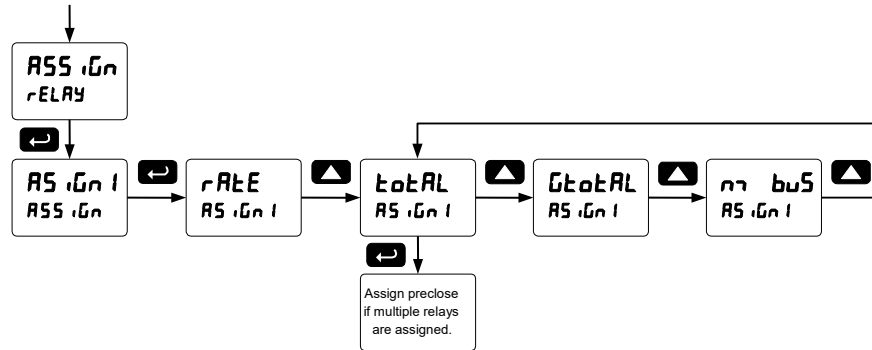 ASSiGn
rELAY
ASiGn1
ASSiGn
rAtE
ASiGn1
totAL
ASiGn1
GtotAL
ASiGn1
m buS
ASiGn1
Assign preclose
if multiple relays
are assigned.